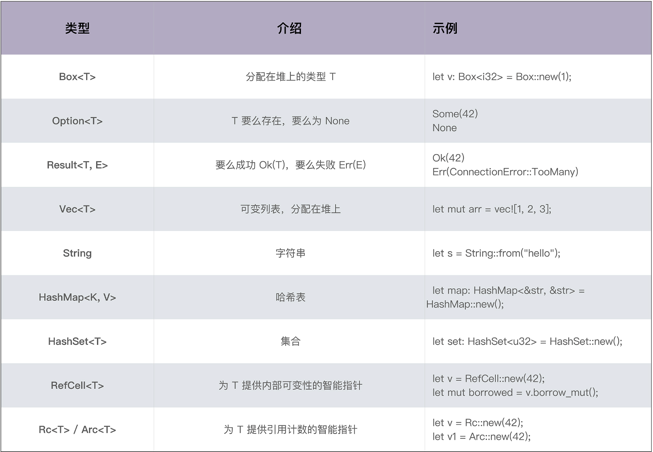 类型 介绍 示例
Box<T> 分配在堆上的类型 T let v: Box<i32> = Box::new(1);
Option<T> T 要么存在，要么为 None Some(42)
None
Result<T, E> 要么成功 Ok(T)，要么失败 Err(E) Ok(42)
Err(ConnectionError::TooMany)
Vec<T> 可变列表，分配在堆上 let mut arr = vec![1, 2, 3];
String 字符串 let s = String::from("hello");
HashMap<K, V> 哈希表 let map: HashMap<&str, &str> =
HashMap::new();
HashSet<T> 集合 let set: HashSet<u32> = HashSet::new();
RefCell<T> 为 T 提供内部可变性的智能指针 let v = RefCell::new(42);
let mut borrowed = v.borrow_mut();
Rc<T> / Arc<T> 为 T 提供引用计数的智能指针 let v = Rc::new(42);
let v1 = Arc::new(42);